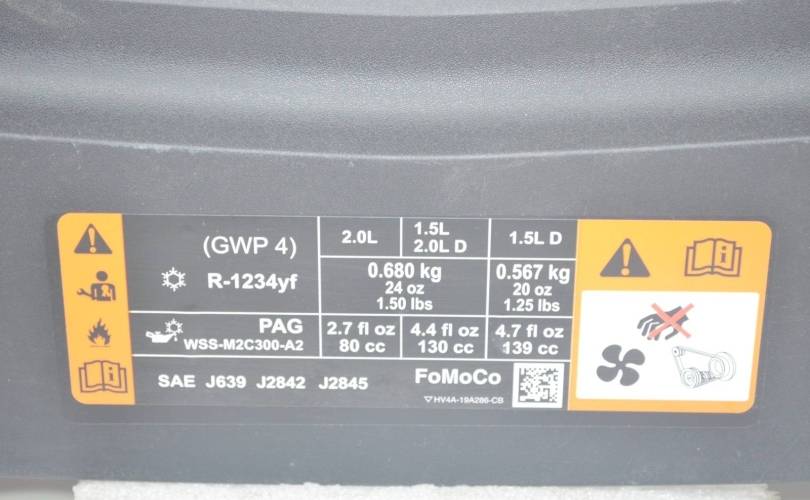 (GWP 4) 2.0L 1.5L 1.5L D
2.0L D
R-1234yf 0.680 kg 0.567 kg
24 oz 20 oz
1.50 lbs 1.25 lbs
PAG 2.7 fl oz 4.4 fl oz 4.7 fl oz
WSS-M2C300-A2 80 cc 130 cc 139 cc
SAE J639 J2842 J2845 FoMoCo
HV4A-19A286-CB